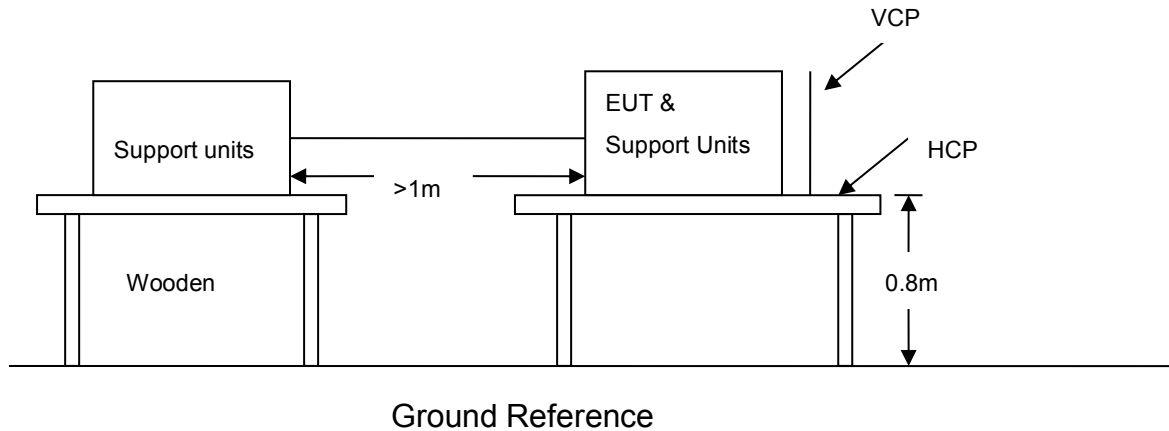 VCP
EUT &
Support Units
Support units
HCP
>1m
Wooden
0.8m
Ground Reference